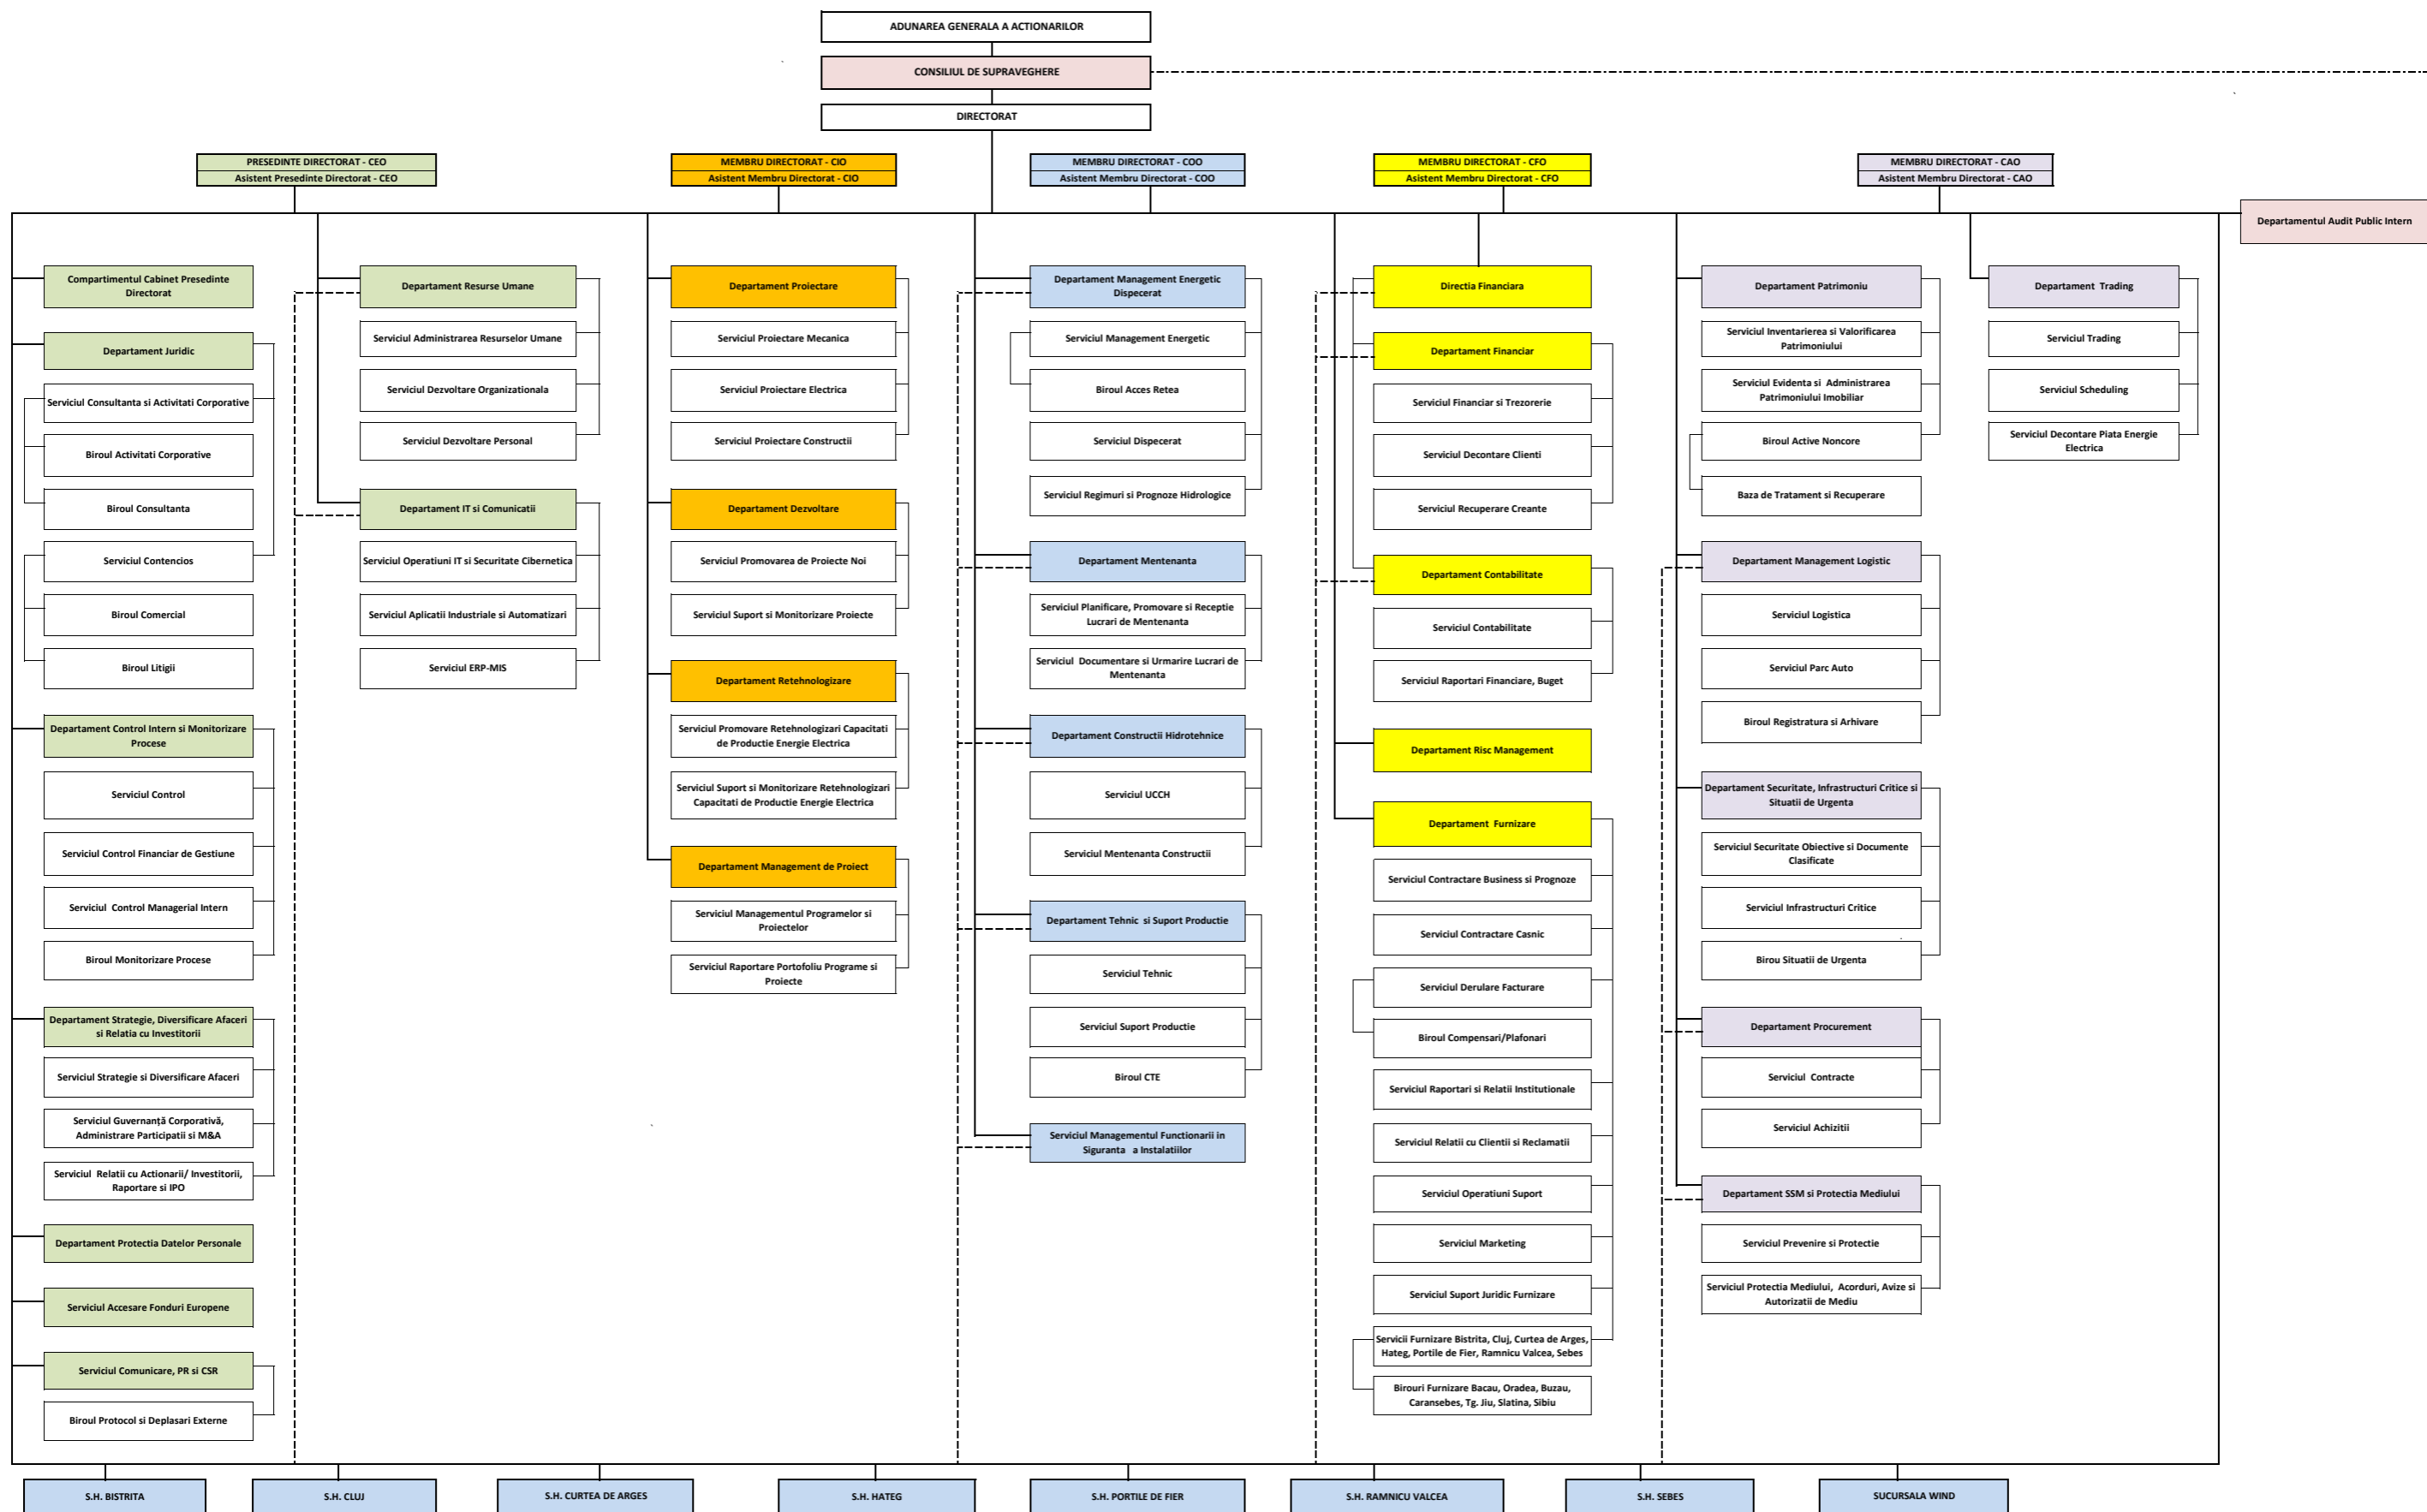 ADUNAREA GENERALA A ACTIONARILOR
CONSILIUL DE SUPRAVEGHERE
DIRECTORAT
PRESEDINTE DIRECTORAT - CEO
Asistent Presedinte Directorat - CEO
MEMBRU DIRECTORAT - CIO
Asistent Membru Directorat - CIO
MEMBRU DIRECTORAT - COO
Asistent Membru Directorat - COO
MEMBRU DIRECTORAT - CFO
Asistent Membru Directorat - CFO
MEMBRU DIRECTORAT - CAO
Asistent Membru Directorat - CAO
Departamentul Audit Public Intern
Compartimentul Cabinet Presedinte
Directorat
Departament Juridic
Serviciul Consultanta si Activitati Corporative
Biroul Activitati Corporative
Biroul Consultanta
Serviciul Contencios
Biroul Comercial
Biroul Litigii
Departament Control Intern si Monitorizare
Procese
Serviciul Control
Serviciul Control Financiar de Gestiune
Serviciul Control Managerial Intern
Biroul Monitorizare Procese
Departament Strategie, Diversificare Afaceri
si Relatia cu Investitorii
Serviciul Strategie si Diversificare Afaceri
Serviciul Guvernanță Corporativă,
Administrare Participatii si M&A
Serviciul Relatii cu Actionarii/ Investitorii,
Raportare si IPO
Departament Protectia Datelor Personale
Serviciul Accesare Fonduri Europene
Serviciul Comunicare, PR si CSR
Biroul Protocol si Deplasari Externe
Departament Resurse Umane
Serviciul Administrarea Resurselor Umane
Serviciul Dezvoltare Organizationala
Serviciul Dezvoltare Personal
Departament IT si Comunicatii
Serviciul Operatiuni IT si Securitate Cibernetica
Serviciul Aplicatii Industriale si Automatizari
Serviciul ERP-MIS
Departament Proiectare
Serviciul Proiectare Mecanica
Serviciul Proiectare Electrica
Serviciul Proiectare Constructii
Departament Dezvoltare
Serviciul Promovarea de Proiecte Noi
Serviciul Suport si Monitorizare Proiecte
Departament Retehnologizare
Serviciul Promovare Retehnologizari Capacitati
de Productie Energie Electrica
Serviciul Suport si Monitorizare Retehnologizari
Capacitati de Productie Energie Electrica
Departament Management de Proiect
Serviciul Managementul Programelor si
Proiectelor
Serviciul Raportare Portofoliu Programe si
Proiecte
Departament Management Energetic
Dispecerat
Serviciul Management Energetic
Biroul Acces Retea
Serviciul Dispecerat
Serviciul Regimuri si Prognoze Hidrologice
Departament Mentenanta
Serviciul Planificare, Promovare si Receptie
Lucrari de Mentenanta
Serviciul Documentare si Urmarire Lucrari de
Mentenanta
Departament Constructii Hidrotehnice
Serviciul UCCH
Serviciul Mentenanta Constructii
Departament Tehnic si Suport Productie
Serviciul Tehnic
Serviciul Suport Productie
Biroul CTE
Serviciul Managementul Functionarii in
Siguranta a Instalatiilor
Directia Financiara
Departament Financiar
Serviciul Financiar si Trezorerie
Serviciul Decontare Clienti
Serviciul Recuperare Creante
Departament Contabilitate
Serviciul Contabilitate
Serviciul Raportari Financiare, Buget
Departament Risc Management
Departament Furnizare
Serviciul Contractare Business si Prognoze
Serviciul Contractare Casnic
Serviciul Derulare Facturare
Biroul Compensari/Plafonari
Serviciul Raportari si Relatii Institutionale
Serviciul Relatii cu Clientii si Reclamatii
Serviciul Operatiuni Suport
Serviciul Marketing
Serviciul Suport Juridic Furnizare
Servicii Furnizare Bistrita, Cluj, Curtea de Arges,
Hateg, Portile de Fier, Ramnicu Valcea, Sebes
Birouri Furnizare Bacau, Oradea, Buzau,
Caransebes, Tg. Jiu, Slatina, Sibiu
Departament Patrimoniu
Serviciul Inventarierea si Valorificarea
Patrimoniului
Serviciul Evidenta si Administrarea
Patrimoniului Imobiliar
Biroul Active Noncore
Baza de Tratament si Recuperare
Departament Management Logistic
Serviciul Logistica
Serviciul Parc Auto
Biroul Registratura si Arhivare
Departament Securitate, Infrastructuri Critice si
Situatii de Urgenta
Serviciul Securitate Obiective si Documente
Clasificate
Serviciul Infrastructuri Critice
Birou Situatii de Urgenta
Departament Procurement
Serviciul Contracte
Serviciul Achizitii
Departament SSM si Protectia Mediului
Serviciul Prevenire si Protectie
Serviciul Protectia Mediului, Acorduri, Avize si
Autorizatii de Mediu
Departament Trading
Serviciul Trading
Serviciul Scheduling
Serviciul Decontare Piata Energie
Electrica
S.H. BISTRITA
S.H. CLUJ
S.H. CURTEA DE ARGES
S.H. HATEG
S.H. PORTILE DE FIER
S.H. RAMNICU VALCEA
S.H. SEBES
SUCURSALA WIND